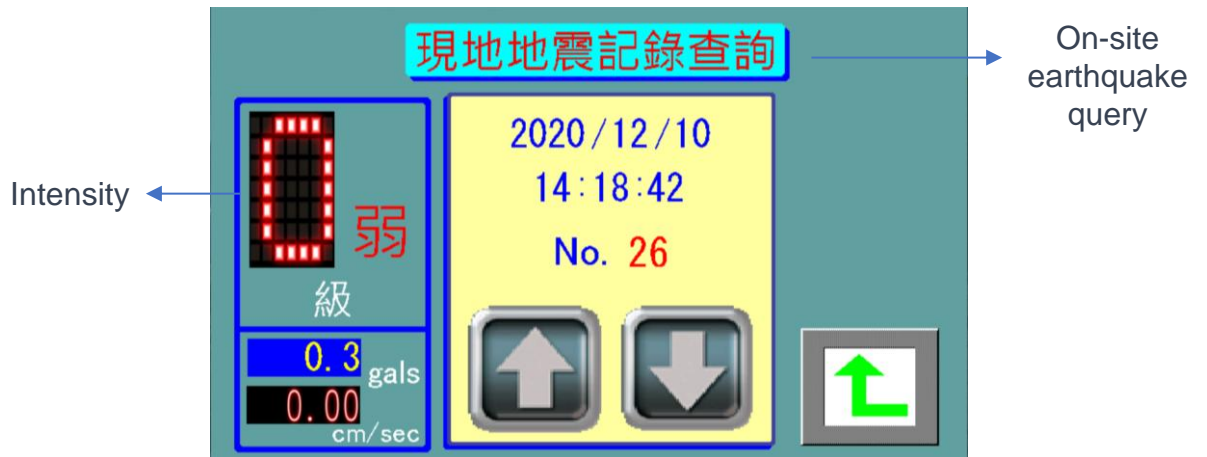 現地地震記錄查詢
On-site
earthquake
query
Intensity
0
弱
級
0.3 gals
0.00
cm/sec
2020/12/10
14:18:42
No. 26